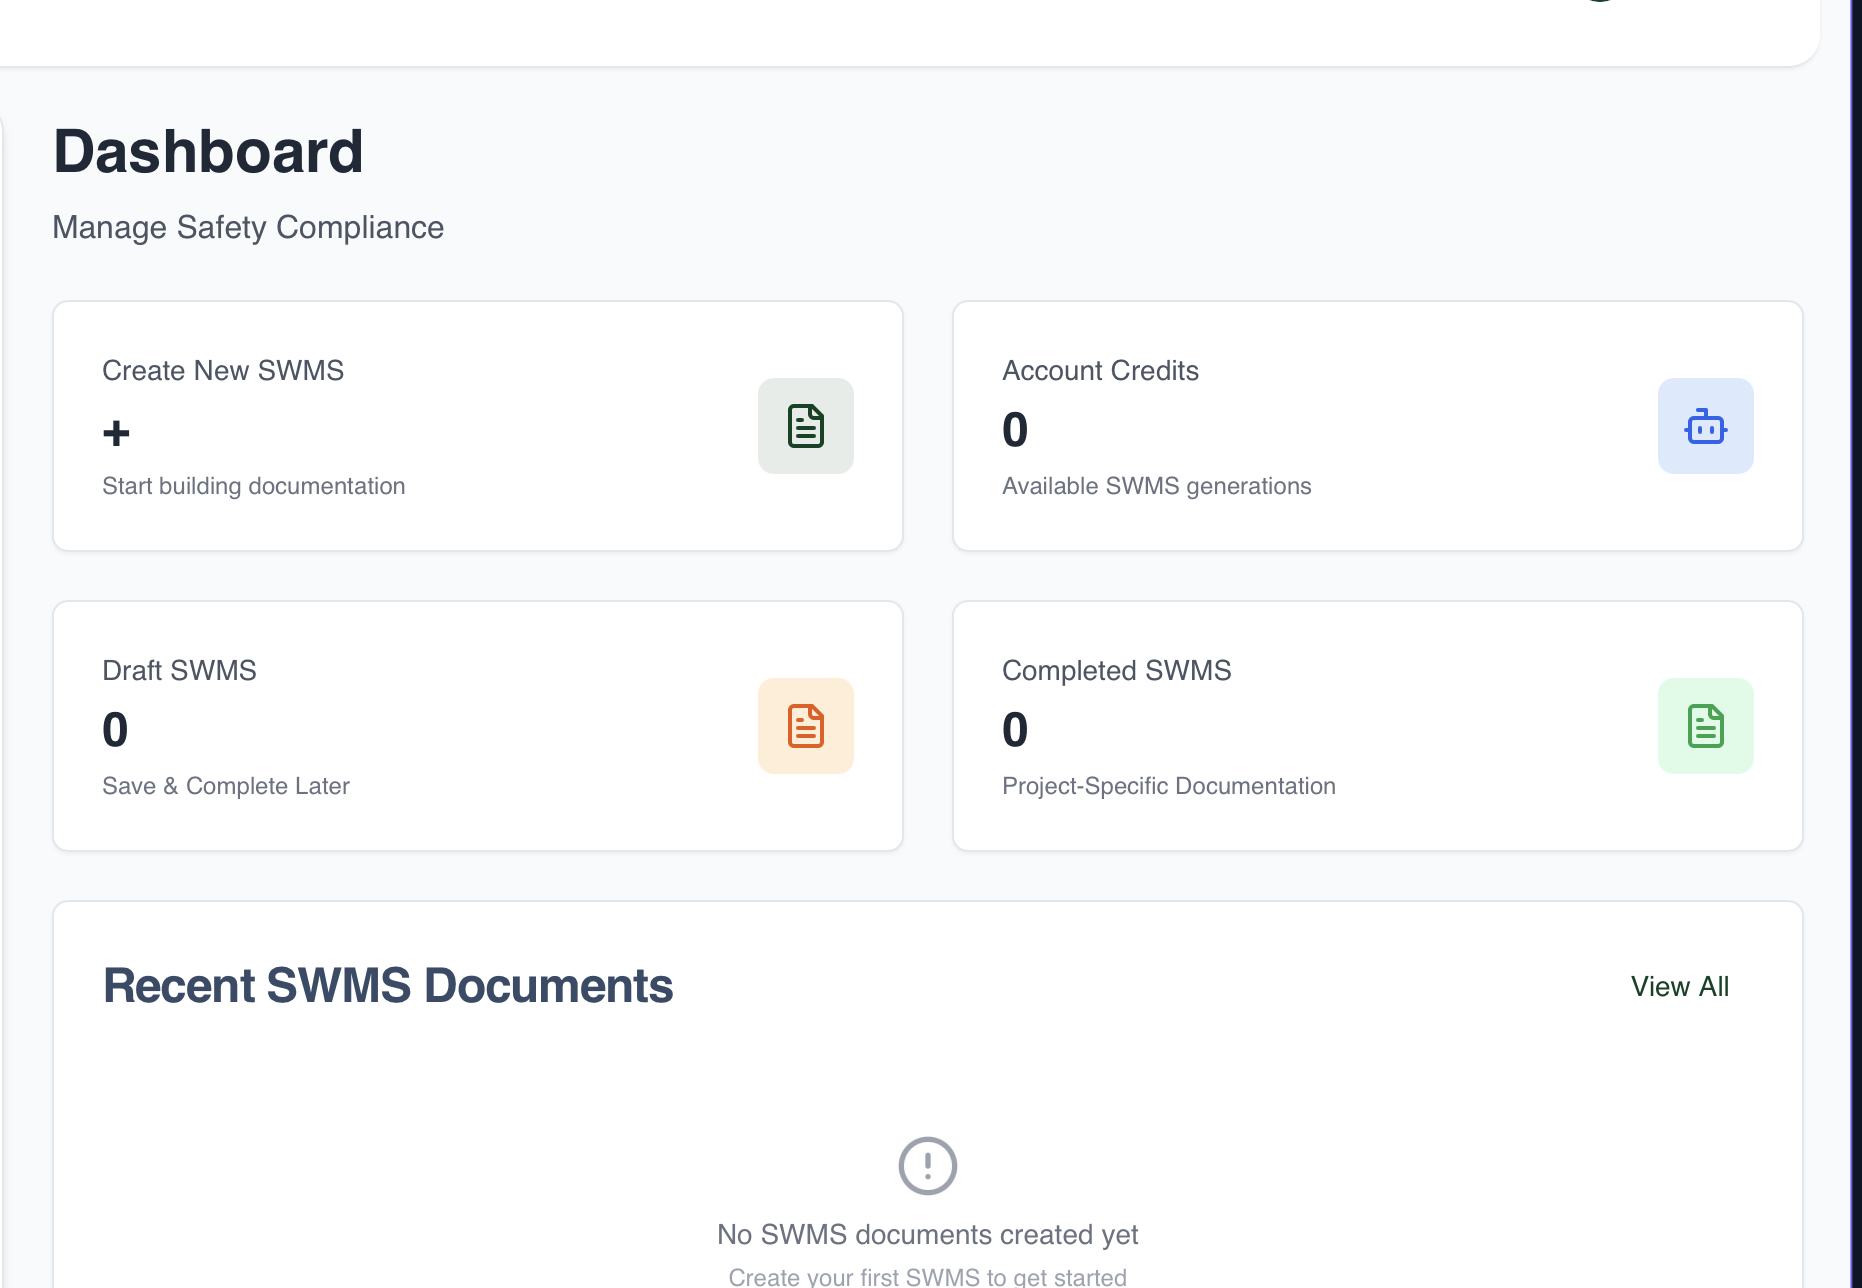 Dashboard
Manage Safety Compliance
Create New SWMS
+
Start building documentation
Account Credits
0
Available SWMS generations
Draft SWMS
0
Save & Complete Later
Completed SWMS
0
Project-Specific Documentation
Recent SWMS Documents
View All
No SWMS documents created yet
Create your first SWMS to get started